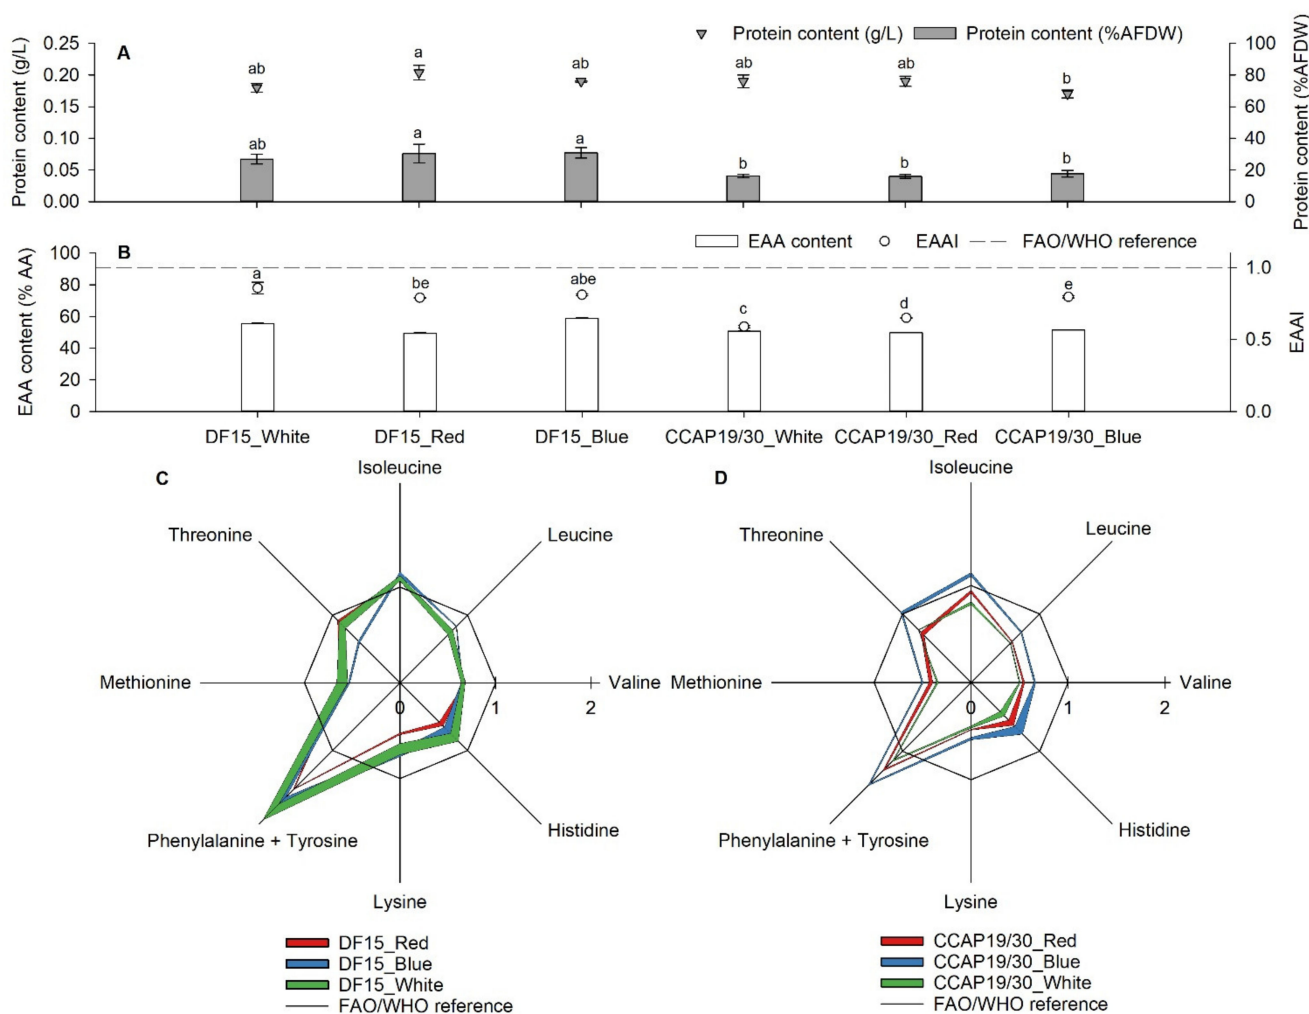 A
Protein content (g/L) Protein content (%AFDW)
Protein content (g/L)
0.25
0.20
0.15
0.10
0.05
0.00
ab a ab ab ab b
ab a a b b b
100
80
60
40
20
0
Protein content (%AFDW)
B
EAA content EAAI FAO/WHO reference
EAA content (% AA)
100
80
60
40
20
0
a be abe c d e
1.0
0.5
0.0
EAAI
DF15_White DF15_Red DF15_Blue CCAP19/30_White CCAP19/30_Red CCAP19/30_Blue
C
Isoleucine
Threonine Leucine
Methionine Valine
0 1 2
Histidine
Phenylalanine + Tyrosine
Lysine
DF15_Red
DF15_Blue
DF15_White
FAO/WHO reference
D
Isoleucine
Threonine Leucine
Methionine Valine
0 1 2
Histidine
Phenylalanine + Tyrosine
Lysine
CCAP19/30_Red
CCAP19/30_Blue
CCAP19/30_White
FAO/WHO reference